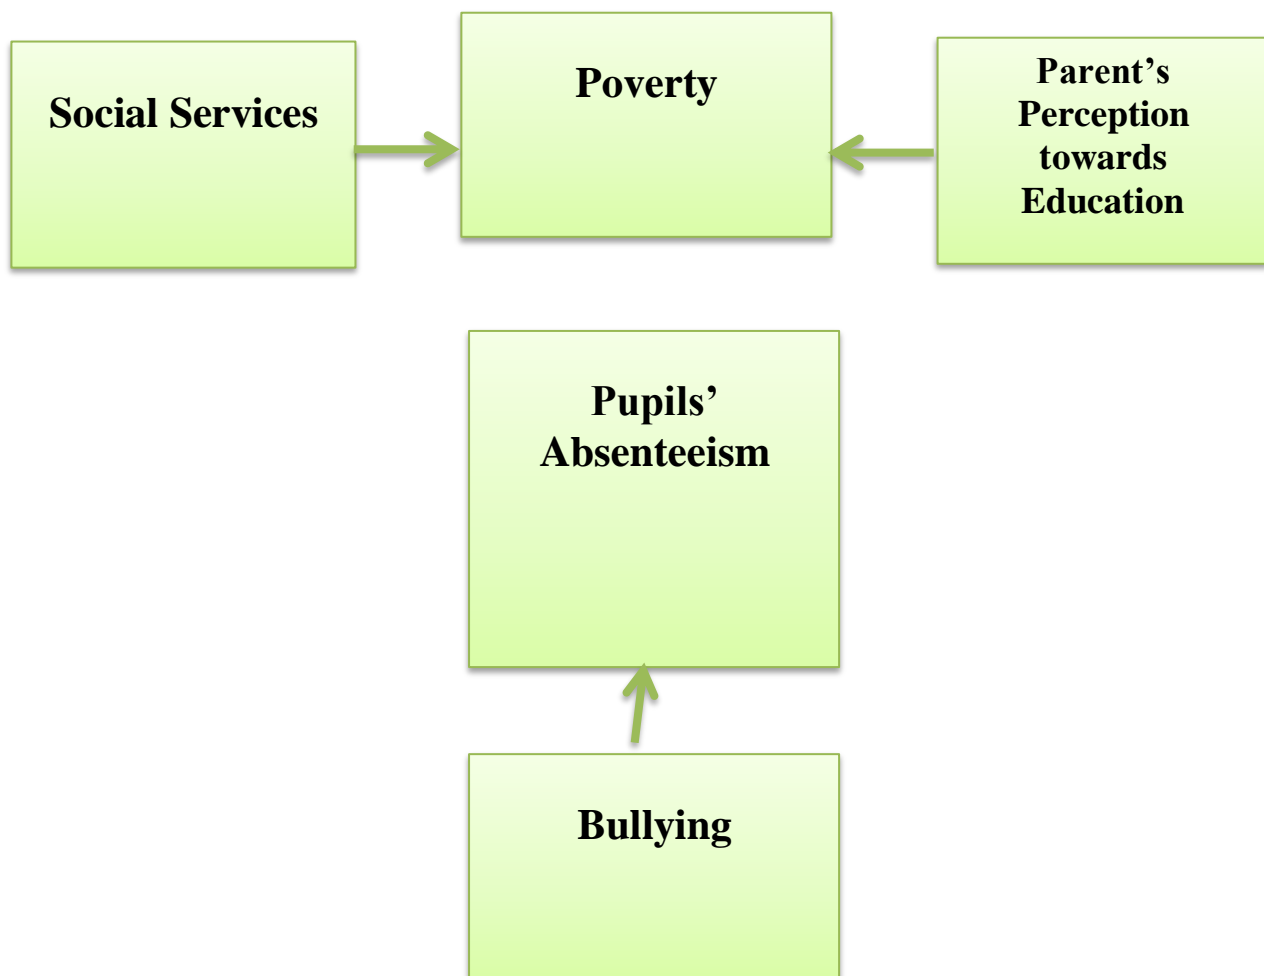 Social Services
Poverty
Parent’s
Perception
towards
Education
Pupils’
Absenteeism
Bullying